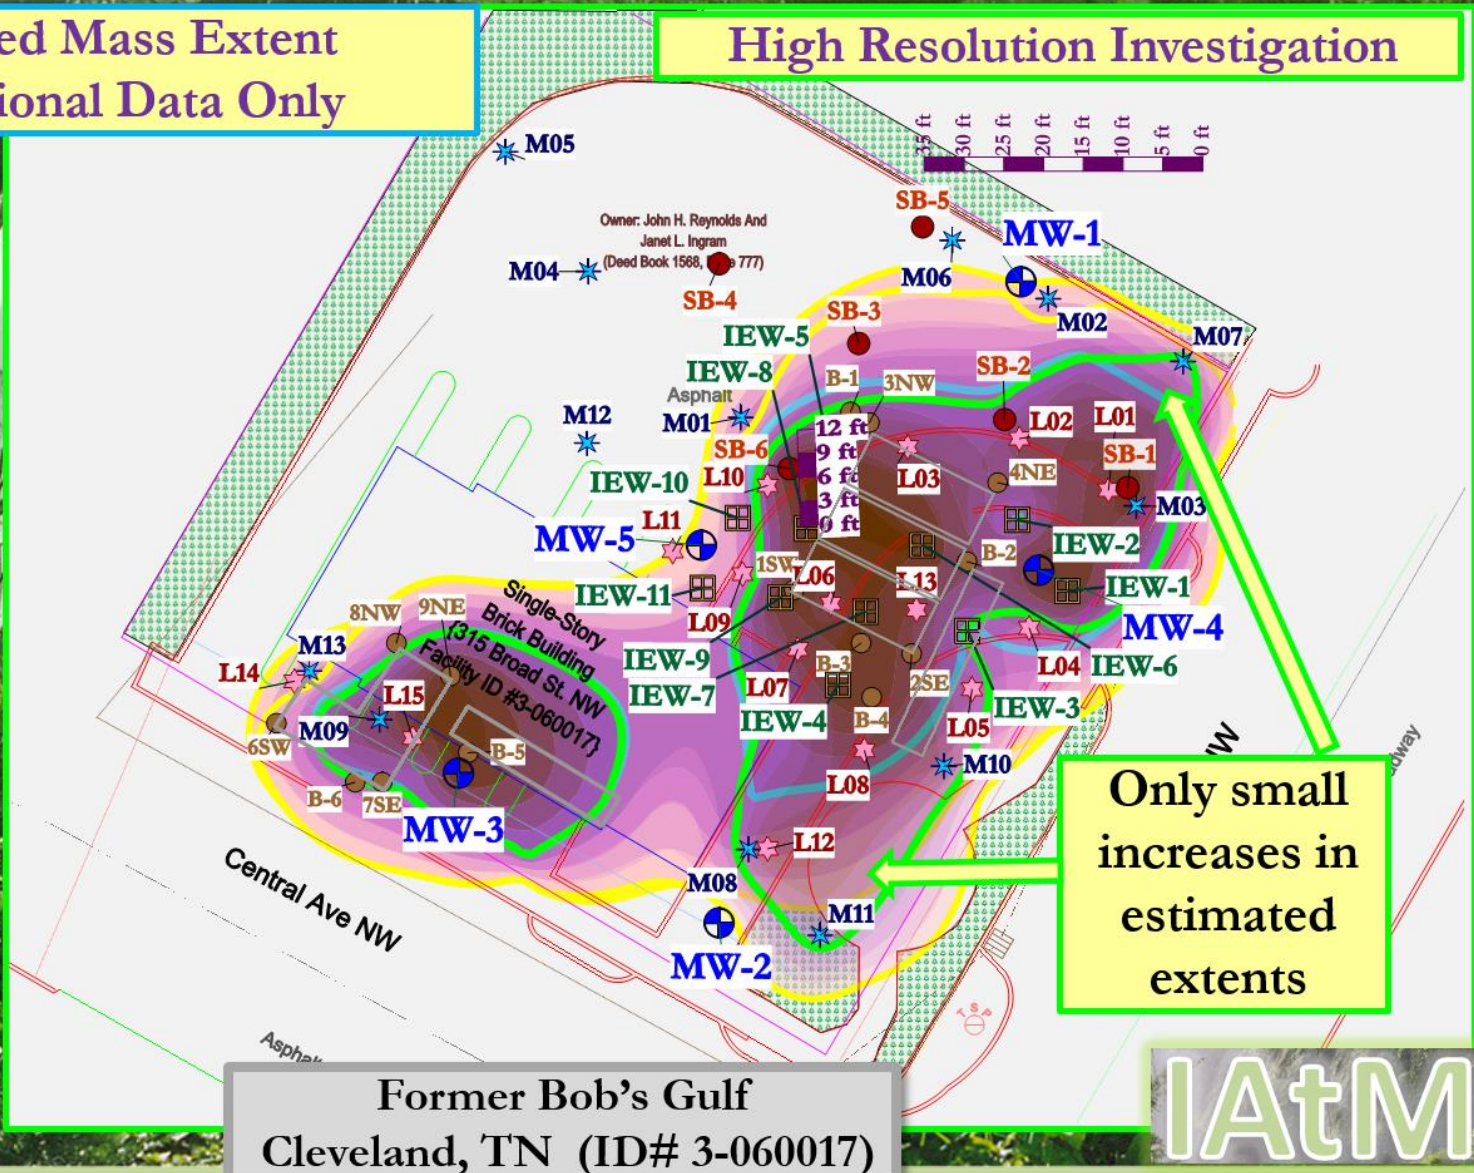 ed Mass Extent
ional Data Only
High Resolution Investigation
35 ft
30 ft
25 ft
20 ft
15 ft
10 ft
5 ft
0 ft
M05
Owner: John H. Reynolds And
Janet L. Ingram
(Deed Book 1568, 777)
M04
SB-4
SB-5
M06
MW-1
M02
M07
SB-3
IEW-5
IEW-8
B-1
3NW
SB-2
Asphalt
M01
M12
SB-6
L10
IEW-10
12 ft
9 ft
6 ft
3 ft
0 ft
L03
L02
L01
SB-1
4NE
M03
L11
MW-5
IEW-2
B-2
IEW-1
1SW
L06
L13
IEW-11
L09
MW-4
IEW-9
IEW-7
L04
IEW-6
B-3
2SE
L07
IEW-4
B-4
L05
IEW-3
8NW
9NE
Single-Story
Brick Building
{315 Broad St. NW
Facility ID #3-060017}
M13
L14
L15
M09
6SW
B-5
B-6
7SE
MW-3
L08
M10
L12
M08
M11
MW-2
Central Ave NW
NW
adway
Only small
increases in
estimated
extents
TSP
Former Bob's Gulf
Cleveland, TN (ID# 3-060017)
IAtM